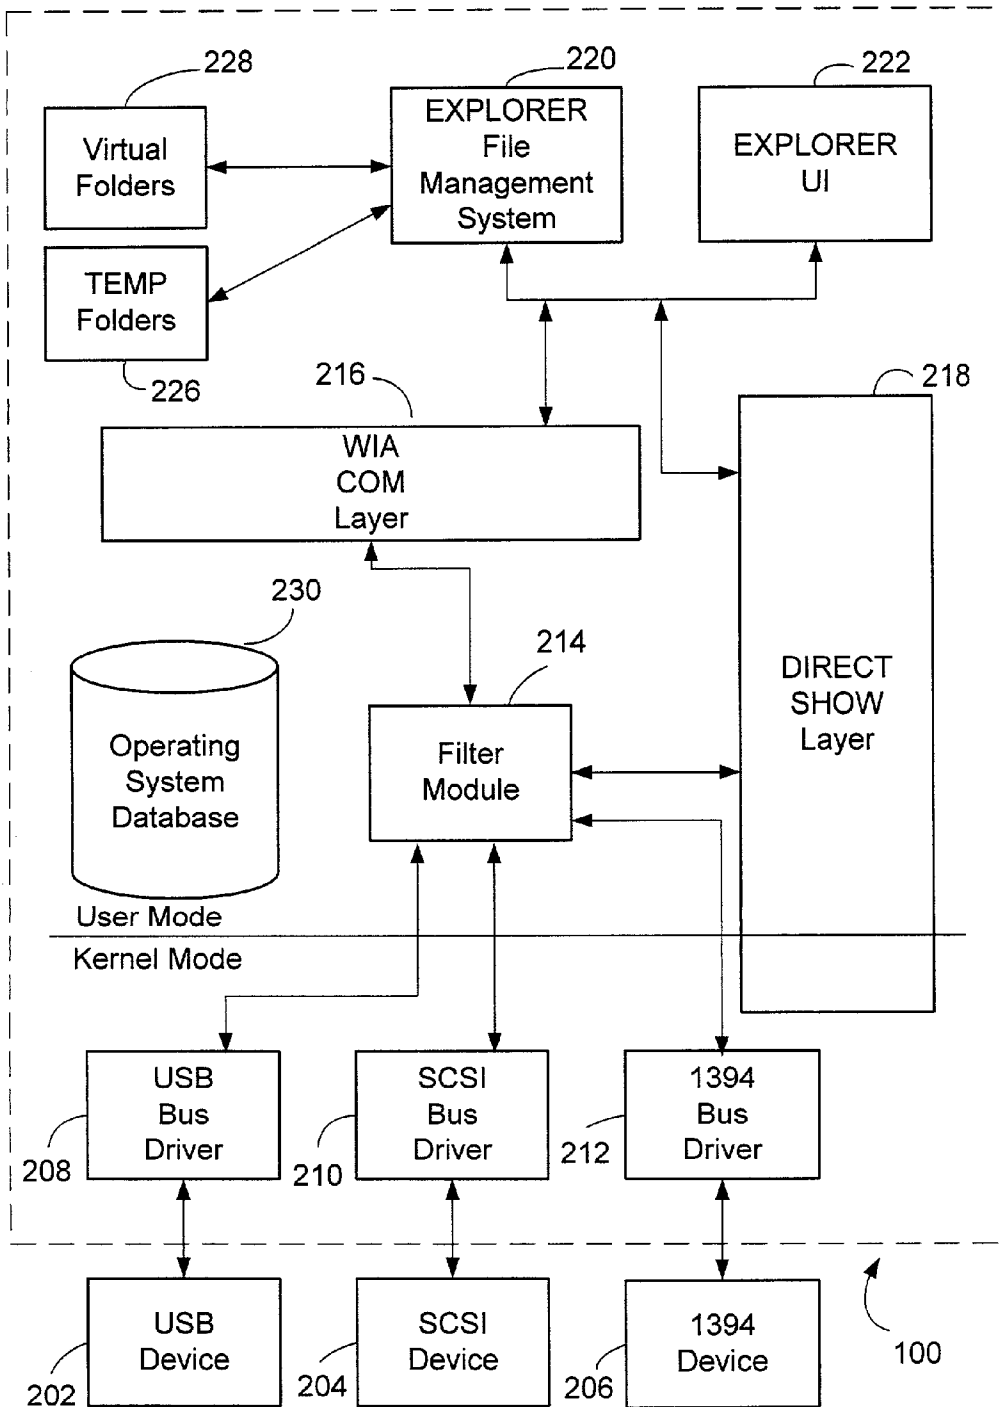 228
220
222
Virtual
Folders
EXPLORER
File
Management
System
EXPLORER
UI
TEMP
Folders
226
216
218
WIA
COM
Layer
230
214
Operating
System
Database
Filter
Module
DIRECT
SHOW
Layer
User Mode
Kernel Mode
USB
Bus
Driver
SCSI
Bus
Driver
1394
Bus
Driver
208
210
212
USB
Device
SCSI
Device
1394
Device
202
204
206
100